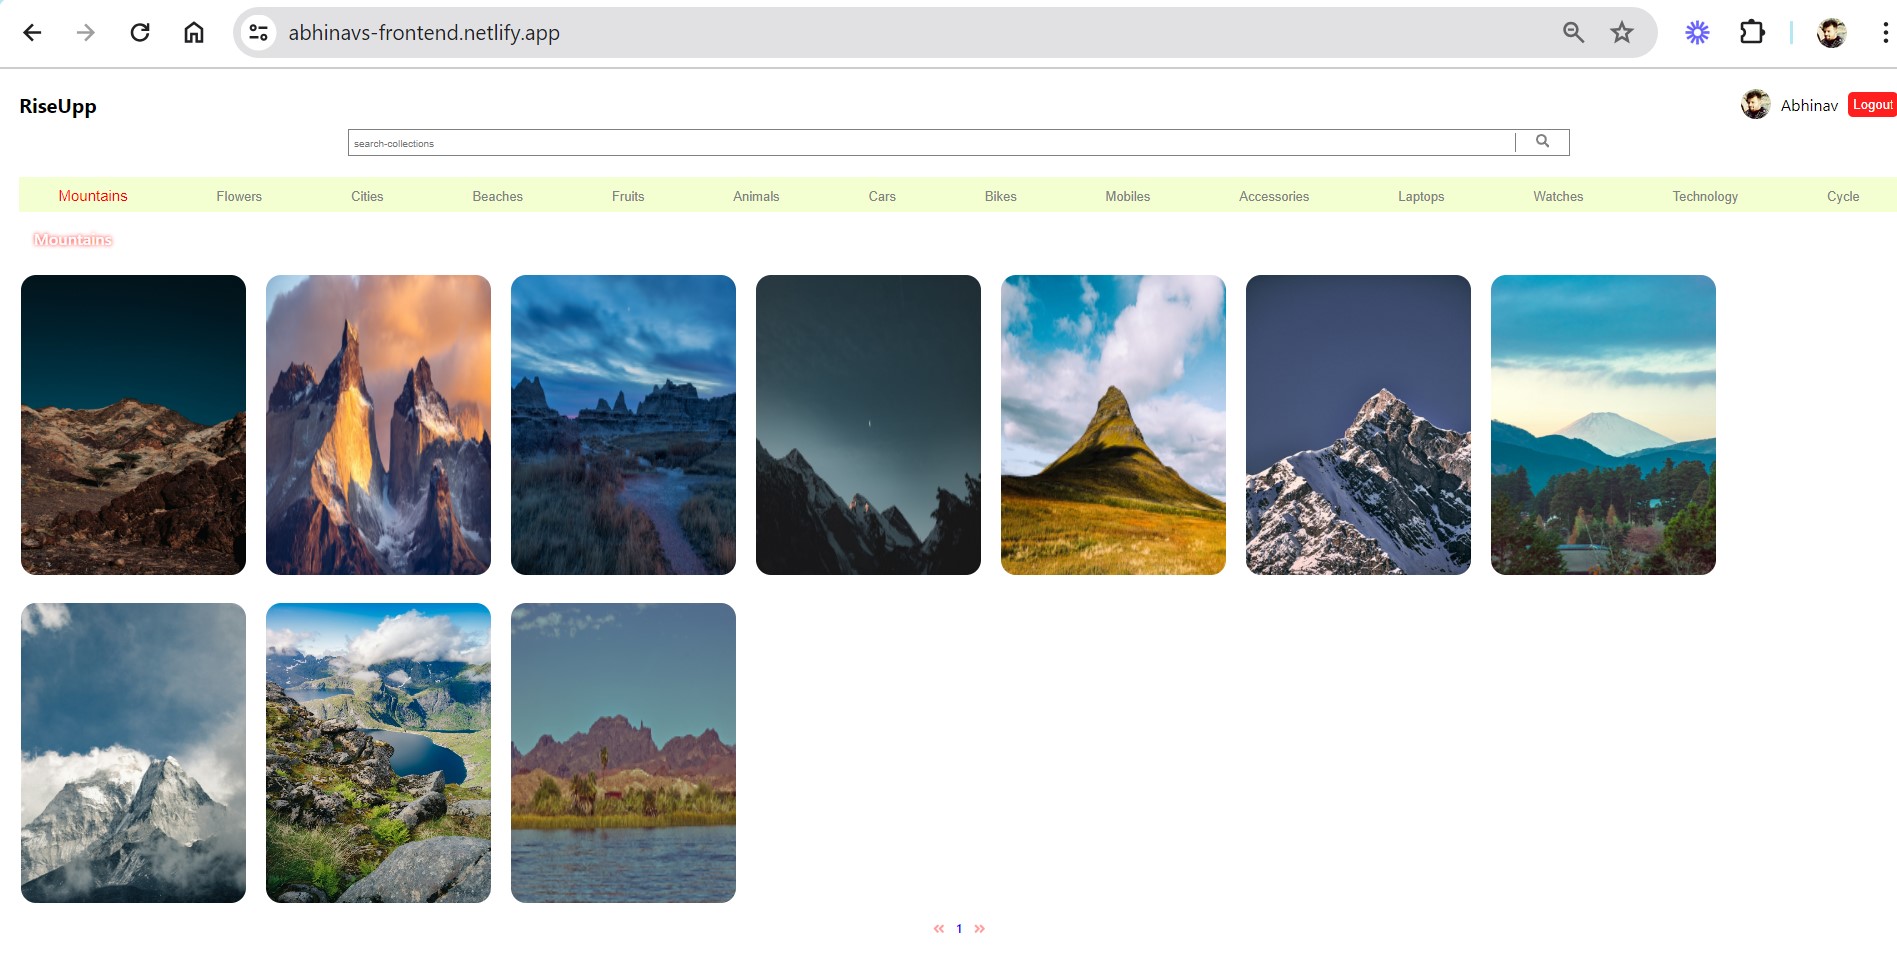 abhinavs-frontend.netlify.app
RiseUpp
Abhinav Logout
search-collections
Mountains Flowers Cities Beaches Fruits Animals Cars Bikes Mobiles Accessories Laptops Watches Technology Cycle
Mountains
« 1 »